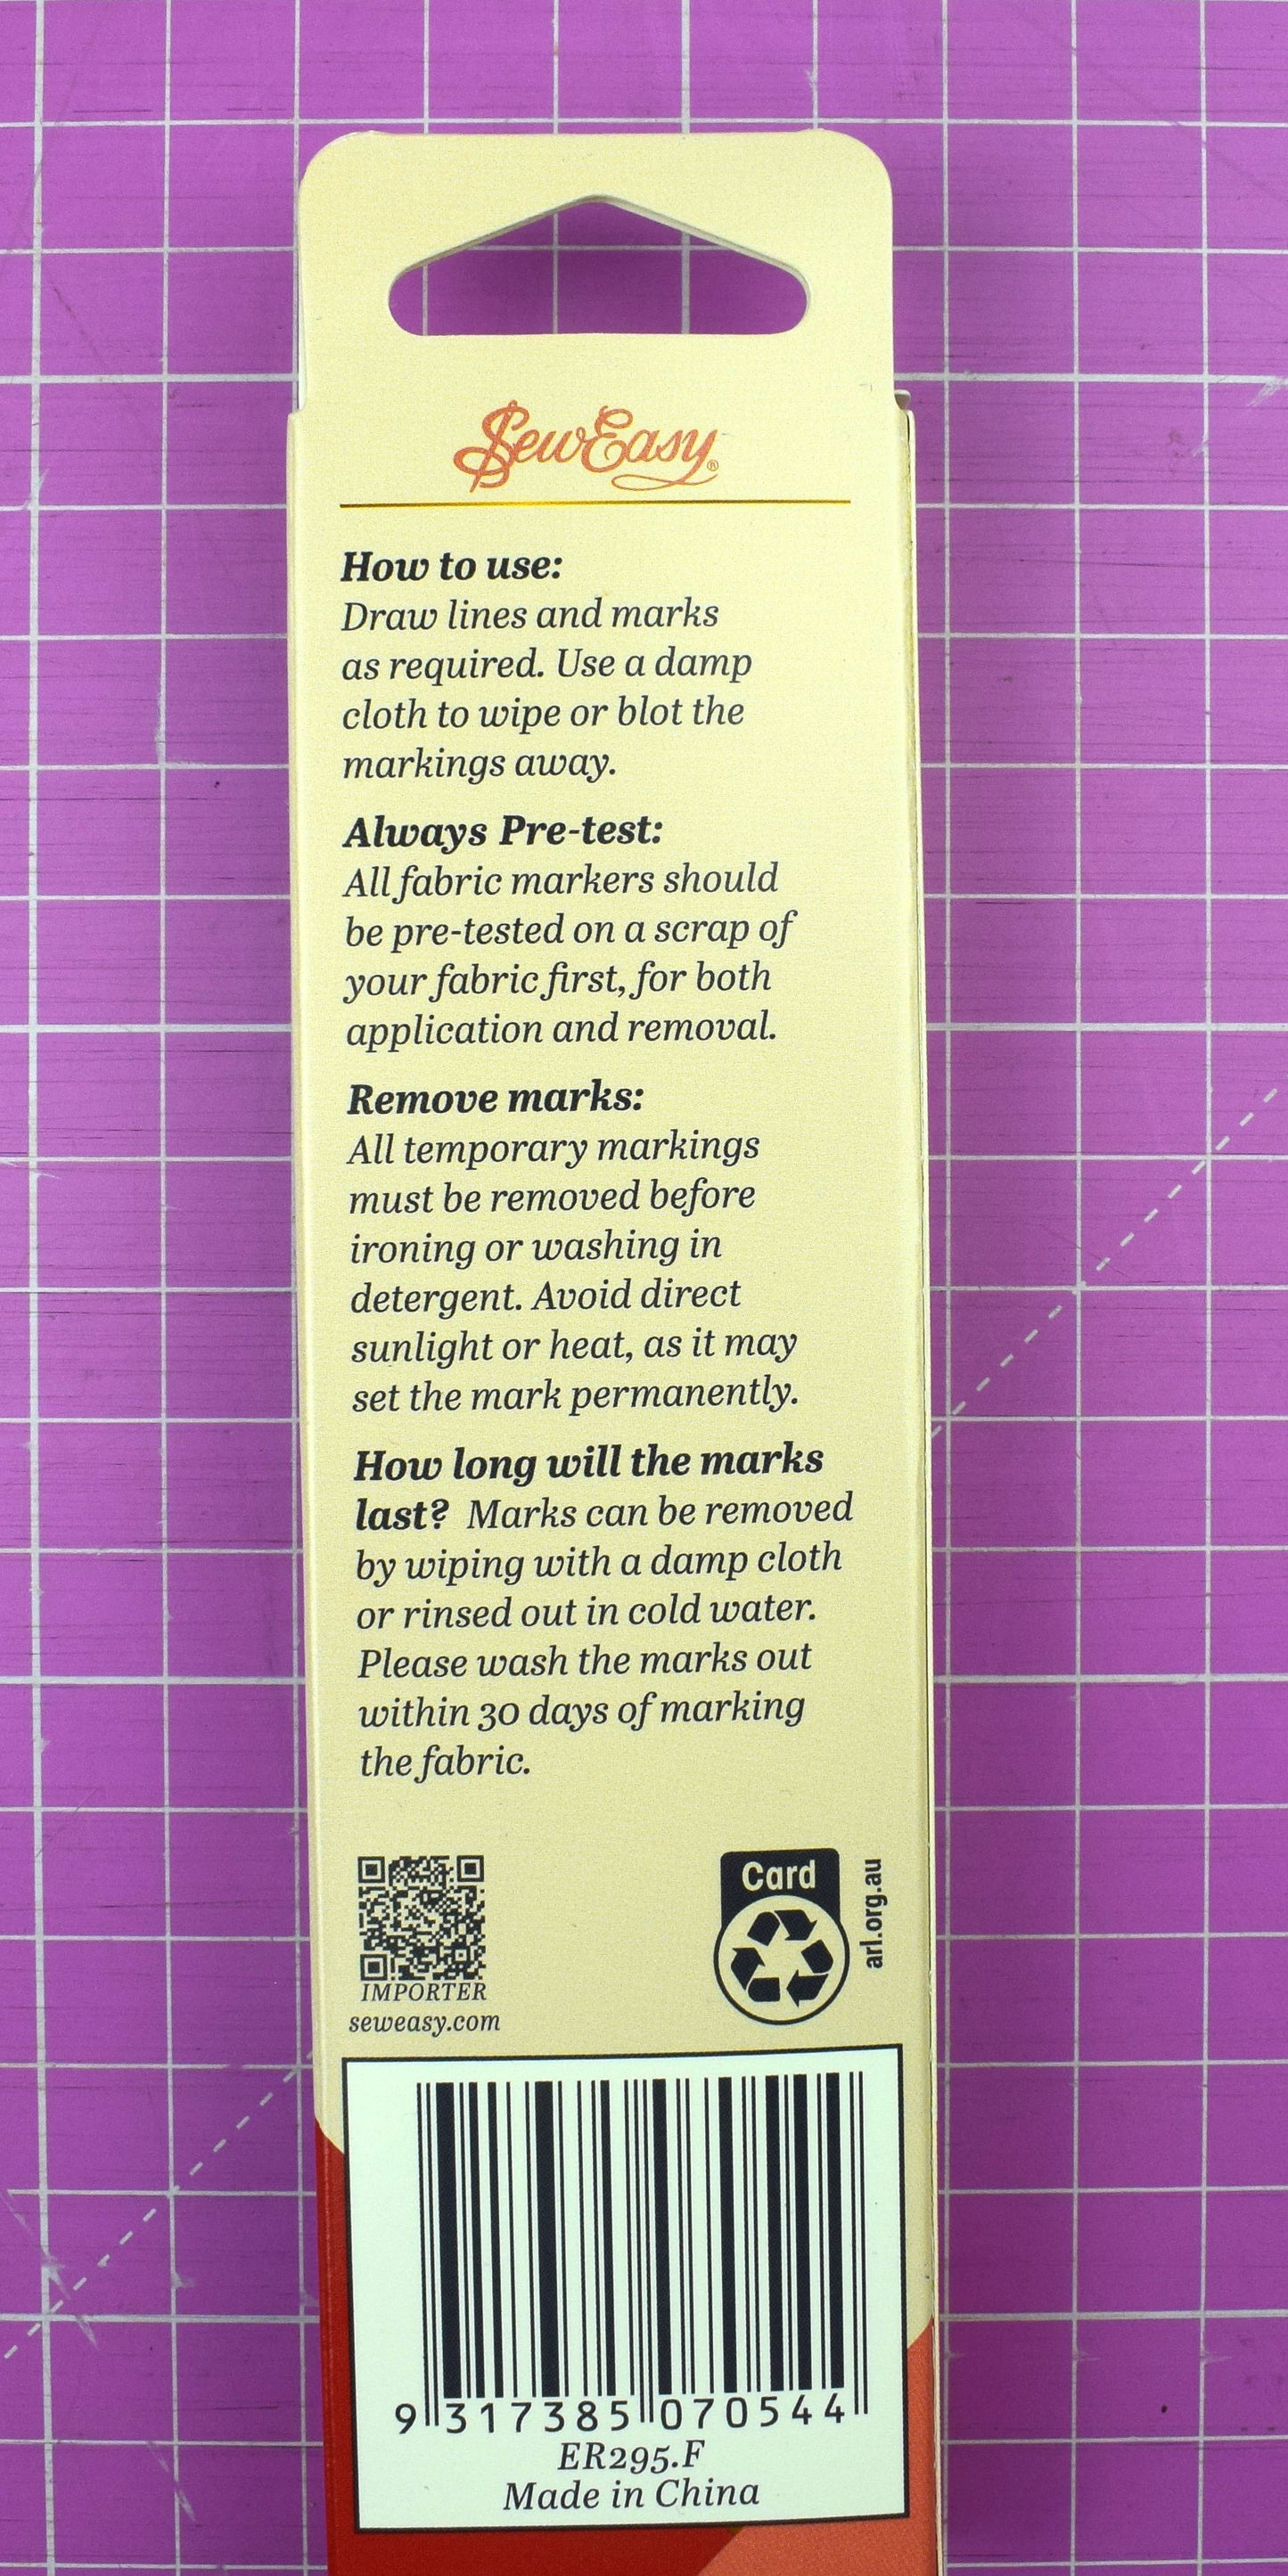 SewEasy®
How to use:
Draw lines and marks
as required. Use a damp
cloth to wipe or blot the
markings away.
Always Pre-test:
All fabric markers should
be pre-tested on a scrap of
your fabric first, for both
application and removal.
Remove marks:
All temporary markings
must be removed before
ironing or washing in
detergent. Avoid direct
sunlight or heat, as it may
set the mark permanently.
How long will the marks
last? Marks can be removed
by wiping with a damp cloth
or rinsed out in cold water.
Please wash the marks out
within 30 days of marking
the fabric.
IMPORTER
seweasy.com
Card
arl.org.au
9 317385 070544
ER295.F
Made in China